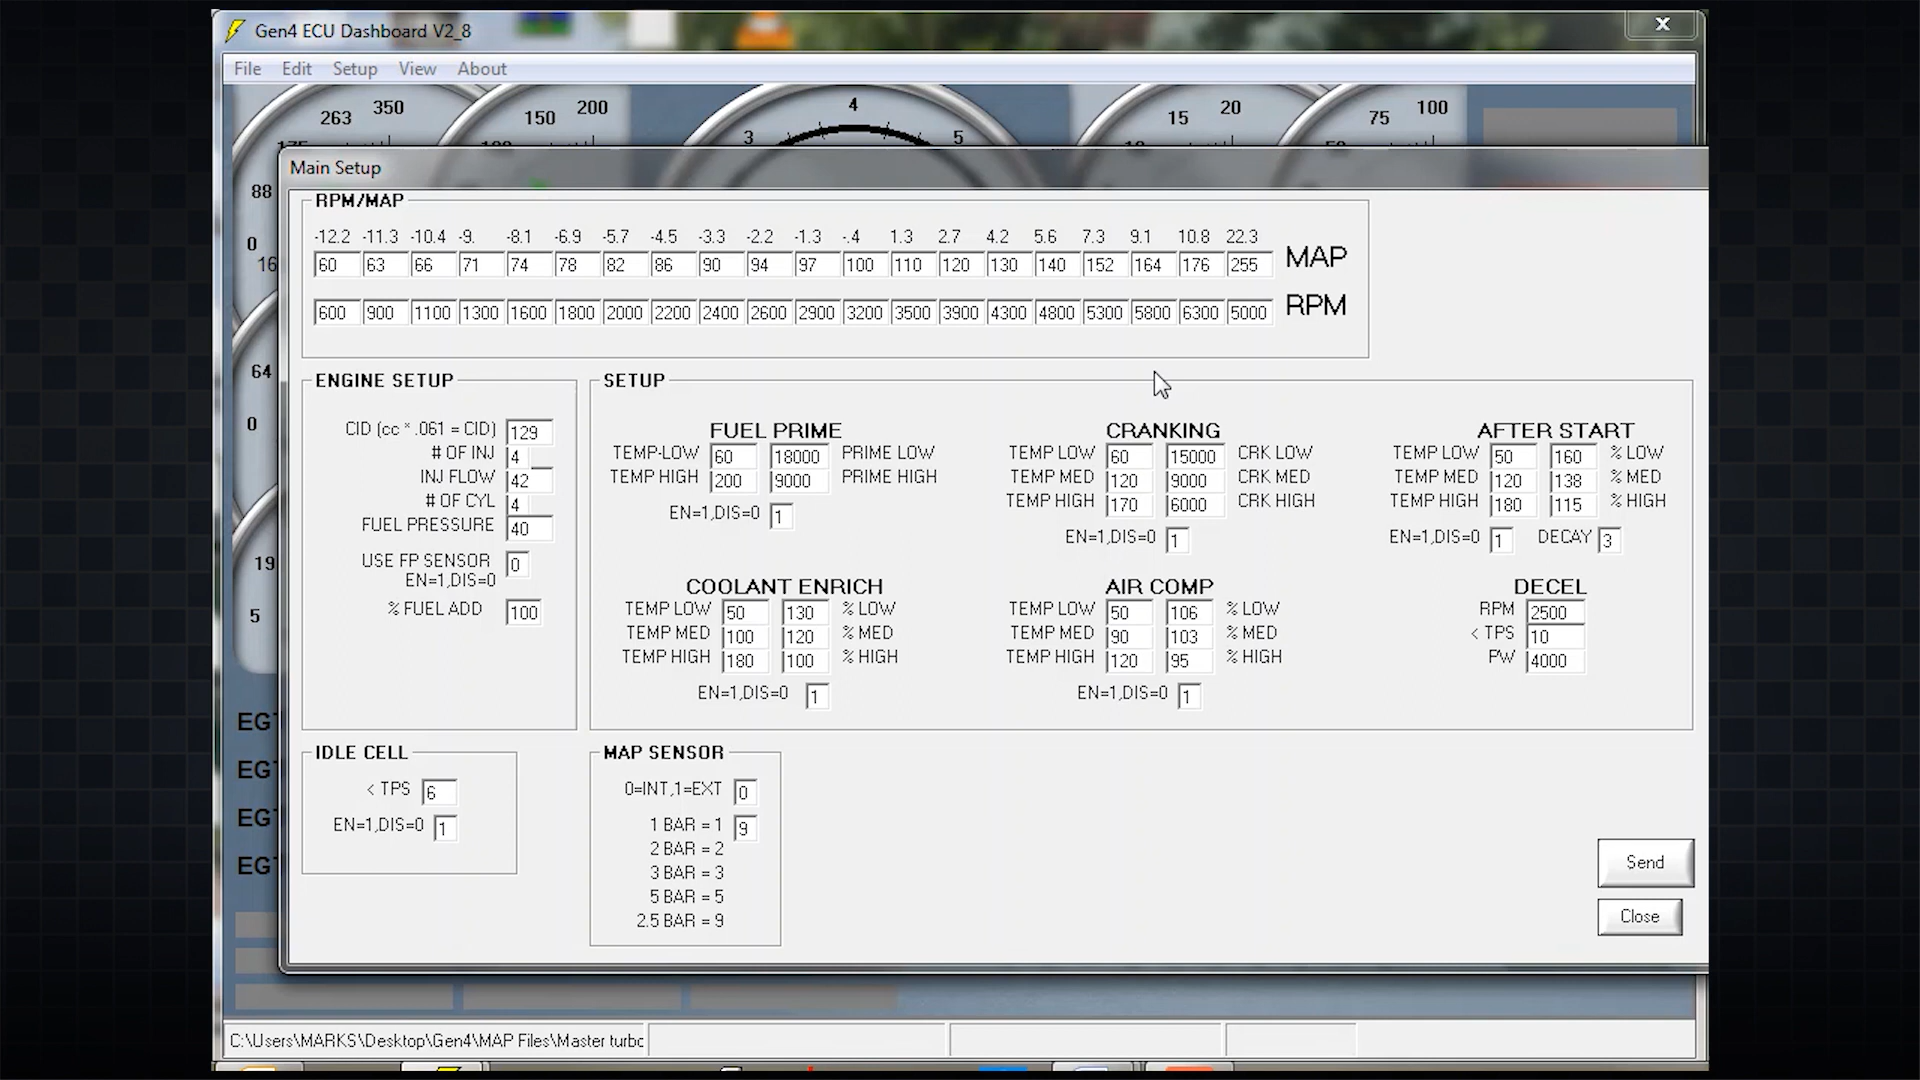 Gen4 ECU Dashboard V2_8
File Edit Setup View About
263 350 150 200 4 15 20 75 100
3 5
Main Setup
88
0
16
64
0
19
5
RPM/MAP
-12.2 -11.3 -10.4 -9. -8.1 -6.9 -5.7 -4.5 -3.3 -2.2 -1.3 -.4 1.3 2.7 4.2 5.6 7.3 9.1 10.8 22.3
60 63 66 71 74 78 82 86 90 94 97 100 110 120 130 140 152 164 176 255 MAP
600 900 1100 1300 1600 1800 2000 2200 2400 2600 2900 3200 3500 3900 4300 4800 5300 5800 6300 5000 RPM
ENGINE SETUP
CID (cc * .061 = CID) 129
# OF INJ 4
INJ FLOW 42
# OF CYL 4
FUEL PRESSURE 40
USE FP SENSOR 0
EN=1,DIS=0
% FUEL ADD 100
SETUP
FUEL PRIME
TEMP-LOW 60 18000 PRIME LOW
TEMP HIGH 200 9000 PRIME HIGH
EN=1,DIS=0 1
CRANKING
TEMP LOW 60 15000 CRK LOW
TEMP MED 120 9000 CRK MED
TEMP HIGH 170 6000 CRK HIGH
EN=1,DIS=0 1
AFTER START
TEMP LOW 50 160 % LOW
TEMP MED 120 138 % MED
TEMP HIGH 180 115 % HIGH
EN=1,DIS=0 1 DECAY 3
COOLANT ENRICH
TEMP LOW 50 130 % LOW
TEMP MED 100 120 % MED
TEMP HIGH 180 100 % HIGH
EN=1,DIS=0 1
AIR COMP
TEMP LOW 50 106 % LOW
TEMP MED 90 103 % MED
TEMP HIGH 120 95 % HIGH
EN=1,DIS=0 1
DECEL
RPM 2500
< TPS 10
PW 4000
EGT
EGT
EGT
EGT
IDLE CELL
< TPS 6
EN=1,DIS=0 1
MAP SENSOR
0=INT,1=EXT 0
1 BAR = 1 9
2 BAR = 2
3 BAR = 3
5 BAR = 5
2.5 BAR = 9
Send
Close
C:\Users\MARKS\Desktop\Gen4\MAP Files\Master turbo